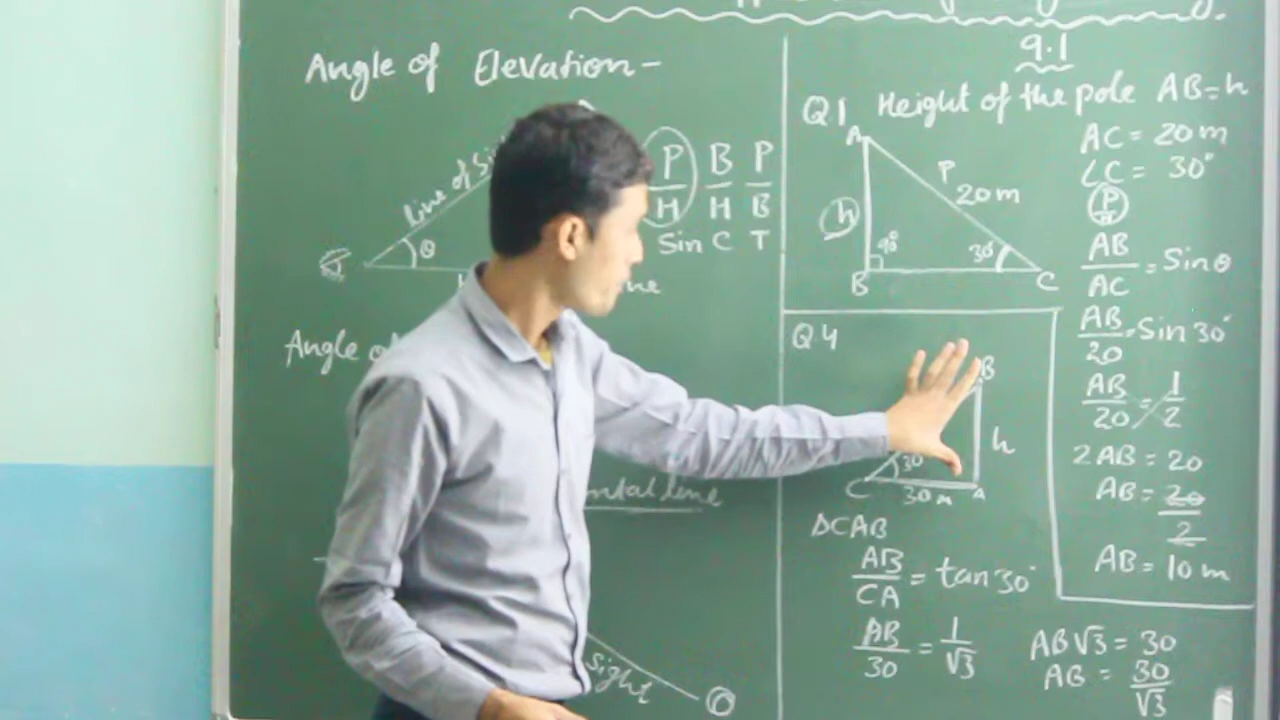 Angle of Elevation -
line of
θ
P B P
H H B
Sin C T
Angle
ntal line
Sight
9.1
Q1 Height of the pole AB = h
A
P
20 m
h
90°
30°
B
C
AC = 20 m
∠C = 30°
P
AB
AC
= Sin θ
AB
20
= Sin 30°
AB
20
= 1
2
2AB = 20
AB = 20
2
AB = 10 m
Q4
B
h
30
C
30 m
A
ΔCAB
AB
CA
= tan 30°
AB
30
= 1
√3
AB√3 = 30
AB = 30
√3